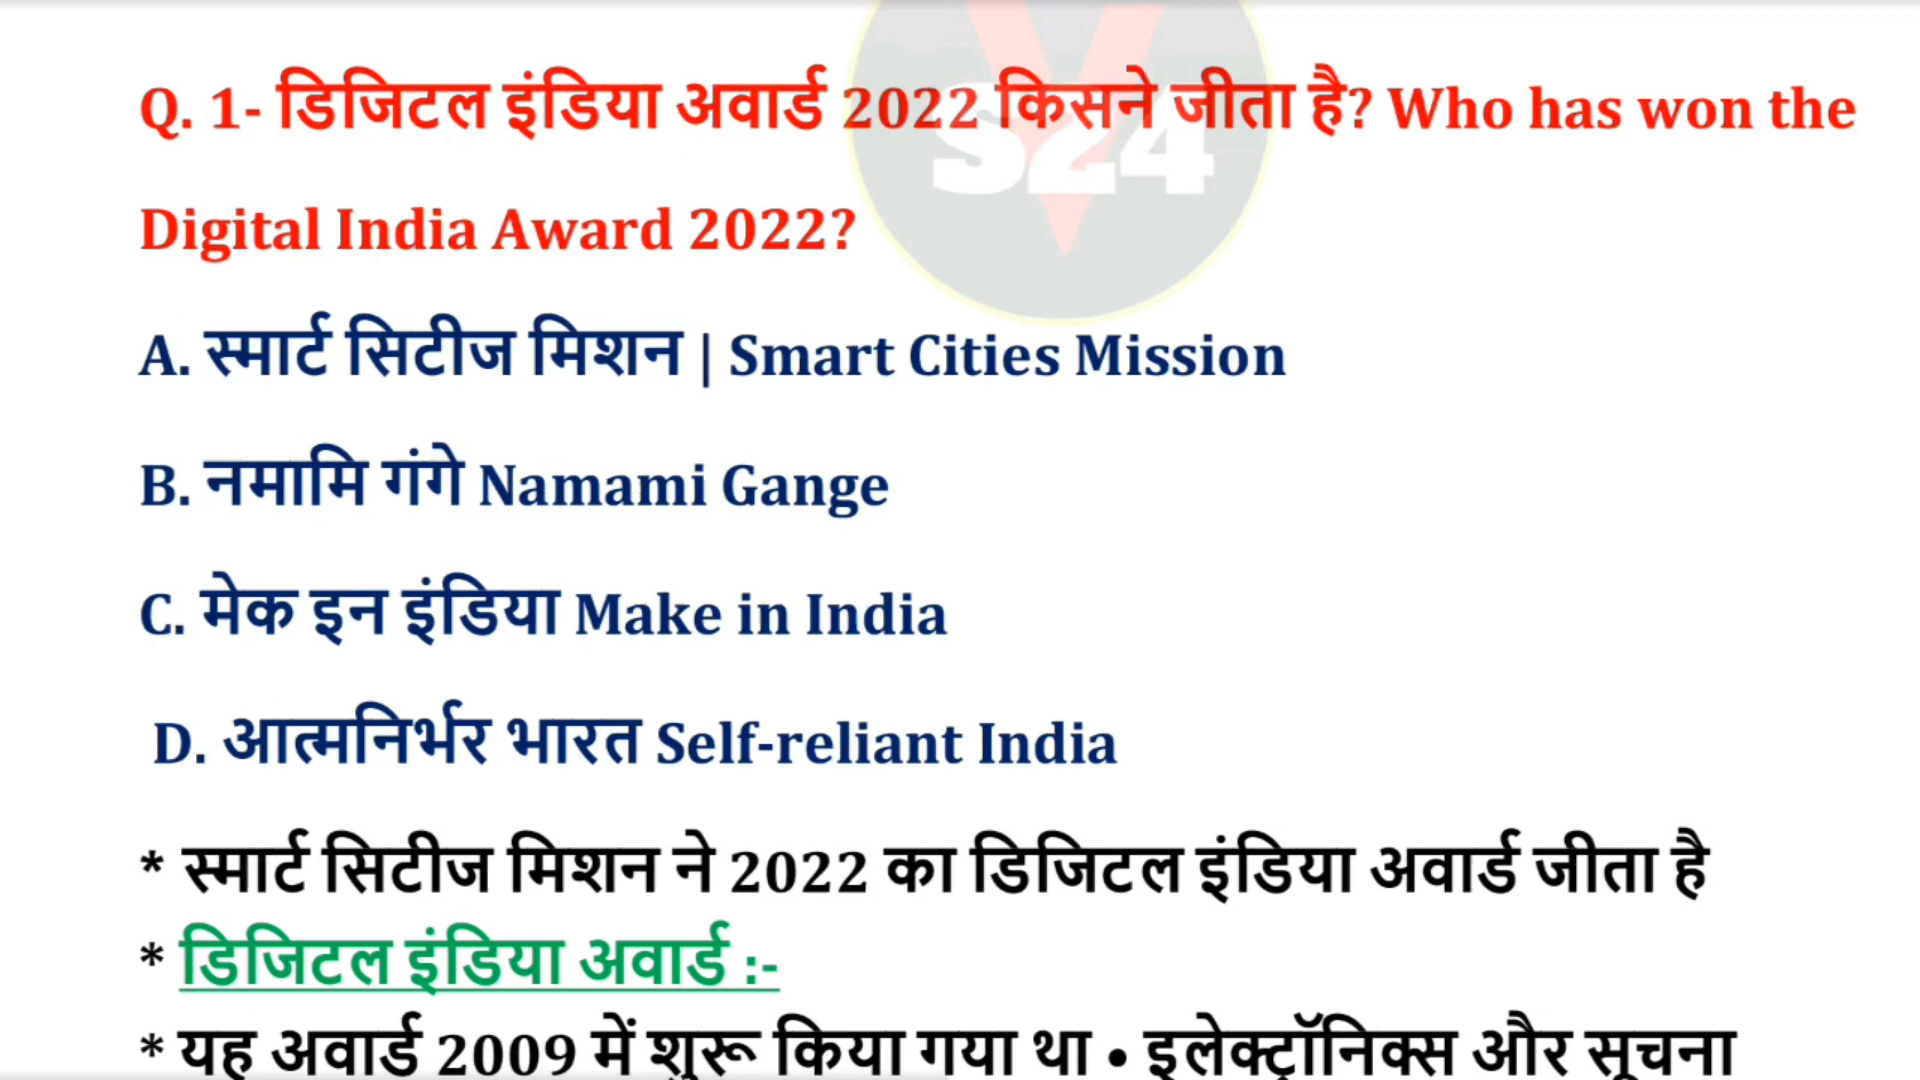 Q. 1- डिजिटल इंडिया अवार्ड 2022 किसने जीता है? Who has won the
Digital India Award 2022?
V
S24
A. स्मार्ट सिटीज मिशन | Smart Cities Mission
B. नमामि गंगे Namami Gange
C. मेक इन इंडिया Make in India
D. आत्मनिर्भर भारत Self-reliant India
* स्मार्ट सिटीज मिशन ने 2022 का डिजिटल इंडिया अवार्ड जीता है
* डिजिटल इंडिया अवार्ड :-
* यह अवार्ड 2009 में शुरू किया गया था • इलेक्ट्रॉनिक्स और सूचना